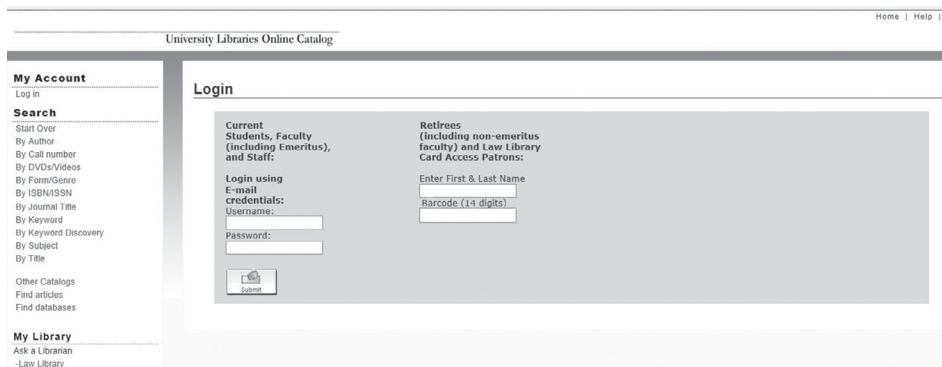 Home | Help |
University Libraries Online Catalog
My Account
Log in
Search
Start Over
By Author
By Call number
By DVDs/Videos
By Form/Genre
By ISBN/ISSN
By Journal Title
By Keyword
By Keyword Discovery
By Subject
By Title
Other Catalogs
Find articles
Find databases
My Library
Ask a Librarian
-Law Library
Login
Current
Students, Faculty
(including Emeritus),
and Staff:
Login using
E-mail
credentials:
Username:
Password:
Submit
Retirees
(including non-emeritus
faculty) and Law Library
Card Access Patrons:
Enter First & Last Name
Barcode (14 digits)